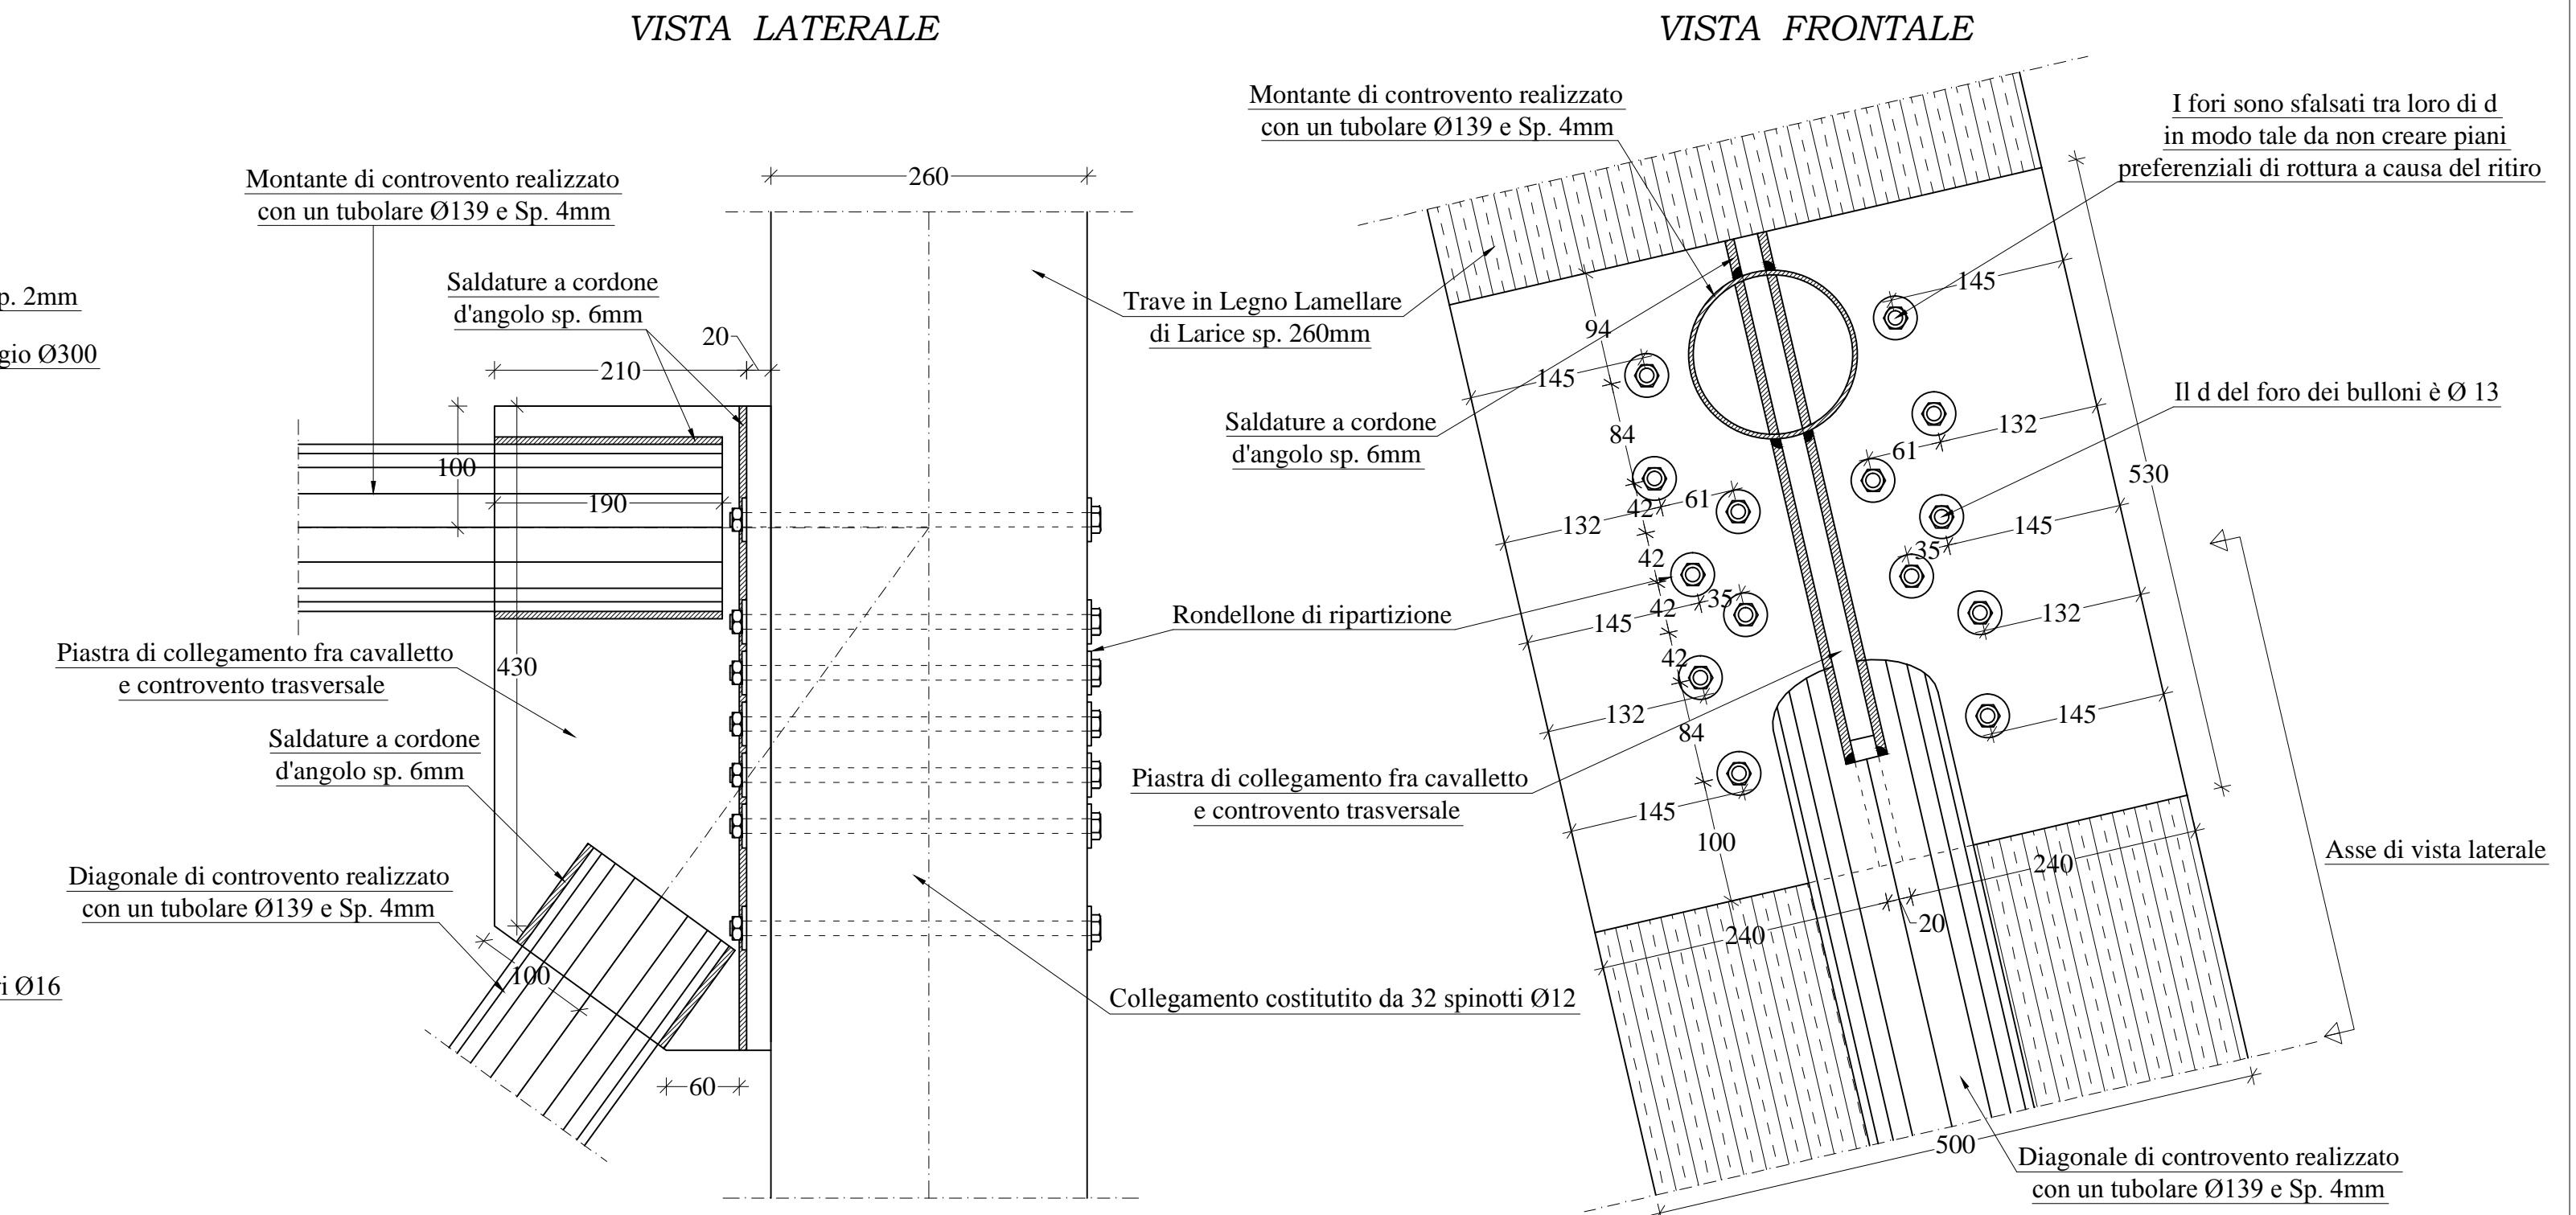 VISTA LATERALE
VISTA FRONTALE
Montante di controvento realizzato
con un tubolare Ø139 e Sp. 4mm
260
Saldature a cordone
d'angolo sp. 6mm
p. 2mm
gio Ø300
20
210
100
190
Piastra di collegamento fra cavalletto
e controvento trasversale
430
Saldature a cordone
d'angolo sp. 6mm
Diagonale di controvento realizzato
con un tubolare Ø139 e Sp. 4mm
i Ø16
100
60
Trave in Legno Lamellare
di Larice sp. 260mm
Rondellone di ripartizione
Piastra di collegamento fra cavalletto
e controvento trasversale
Collegamento costitutito da 32 spinotti Ø12
Montante di controvento realizzato
con un tubolare Ø139 e Sp. 4mm
I fori sono sfalsati tra loro di d
in modo tale da non creare piani
preferenziali di rottura a causa del ritiro
145
94
145
Il d del foro dei bulloni è Ø 13
Saldature a cordone
d'angolo sp. 6mm
84
132
61
530
61
42
132
145
42
35
35
42
145
132
42
132
84
145
145
100
240
Asse di vista laterale
20
240
500
Diagonale di controvento realizzato
con un tubolare Ø139 e Sp. 4mm